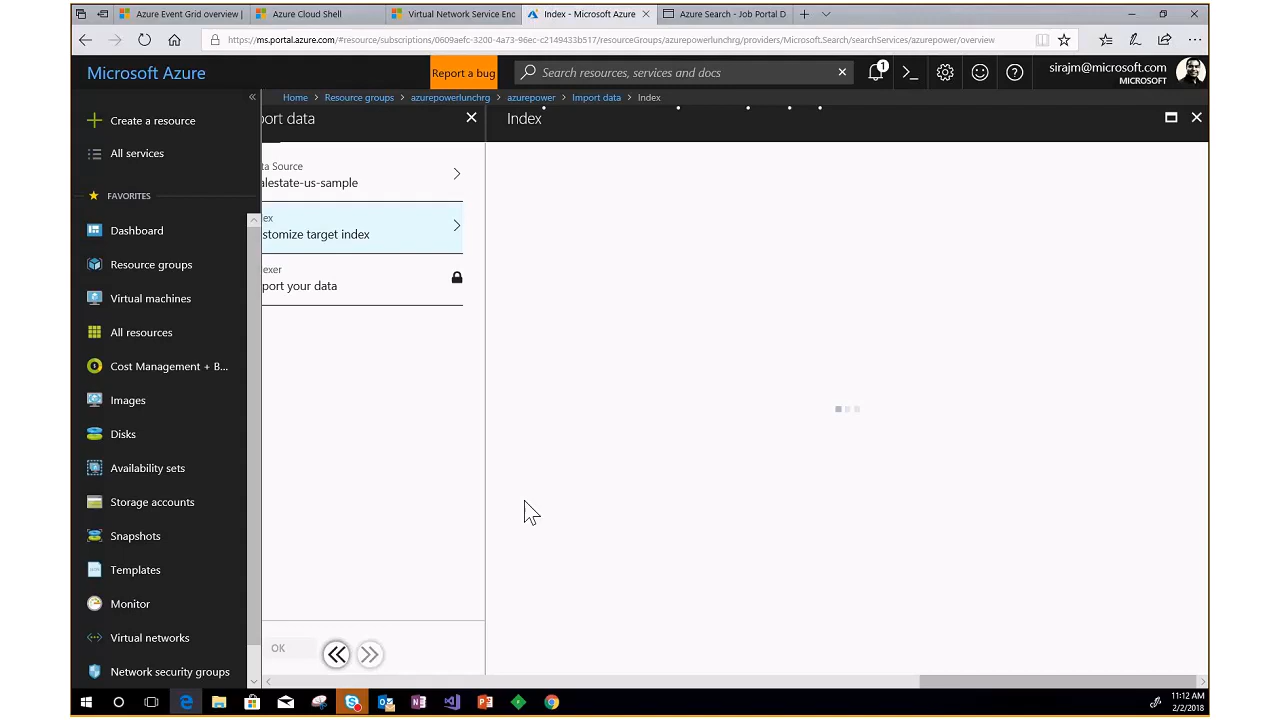 Azure Event Grid overview |
Azure Cloud Shell
Virtual Network Service Enc
Index - Microsoft Azure
Azure Search - Job Portal D
https://ms.portal.azure.com/#resource/subscriptions/0609aefc-3200-4a73-96ec-c2149433b517/resourceGroups/azurepowerlunchrg/providers/Microsoft.Search/searchServices/azurepower/overview
Microsoft Azure
Report a bug
Search resources, services and docs
1
sirajm@microsoft.com
MICROSOFT
Home > Resource groups > azurepowerlunchrg > azurepower > Import data > Index
Create a resource
All services
FAVORITES
Dashboard
Resource groups
Virtual machines
All resources
Cost Management + B...
Images
Disks
Availability sets
Storage accounts
Snapshots
Templates
Monitor
Virtual networks
Network security groups
port data
ta Source
alestate-us-sample
ex
stomize target index
exer
port your data
OK
Index
11:12 AM
2/2/2018